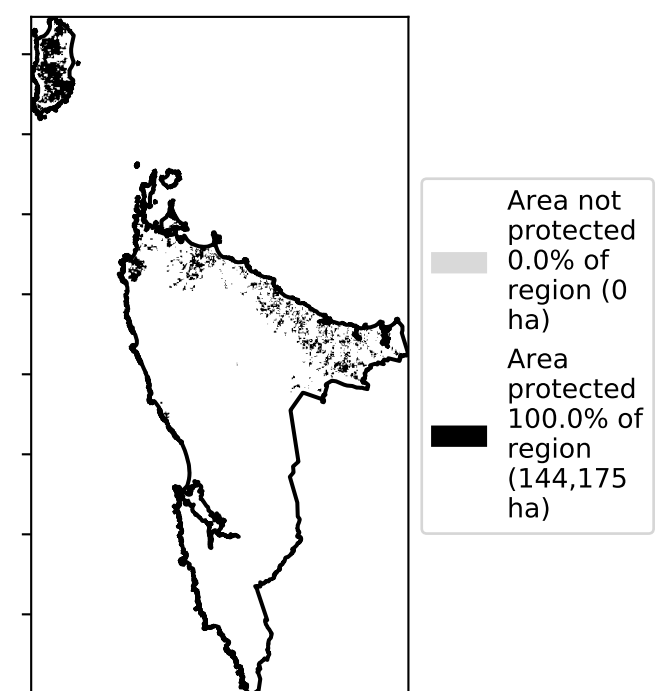 Area not
protected
0.0% of
region (0
ha)
Area
protected
100.0% of
region
(144,175
ha)